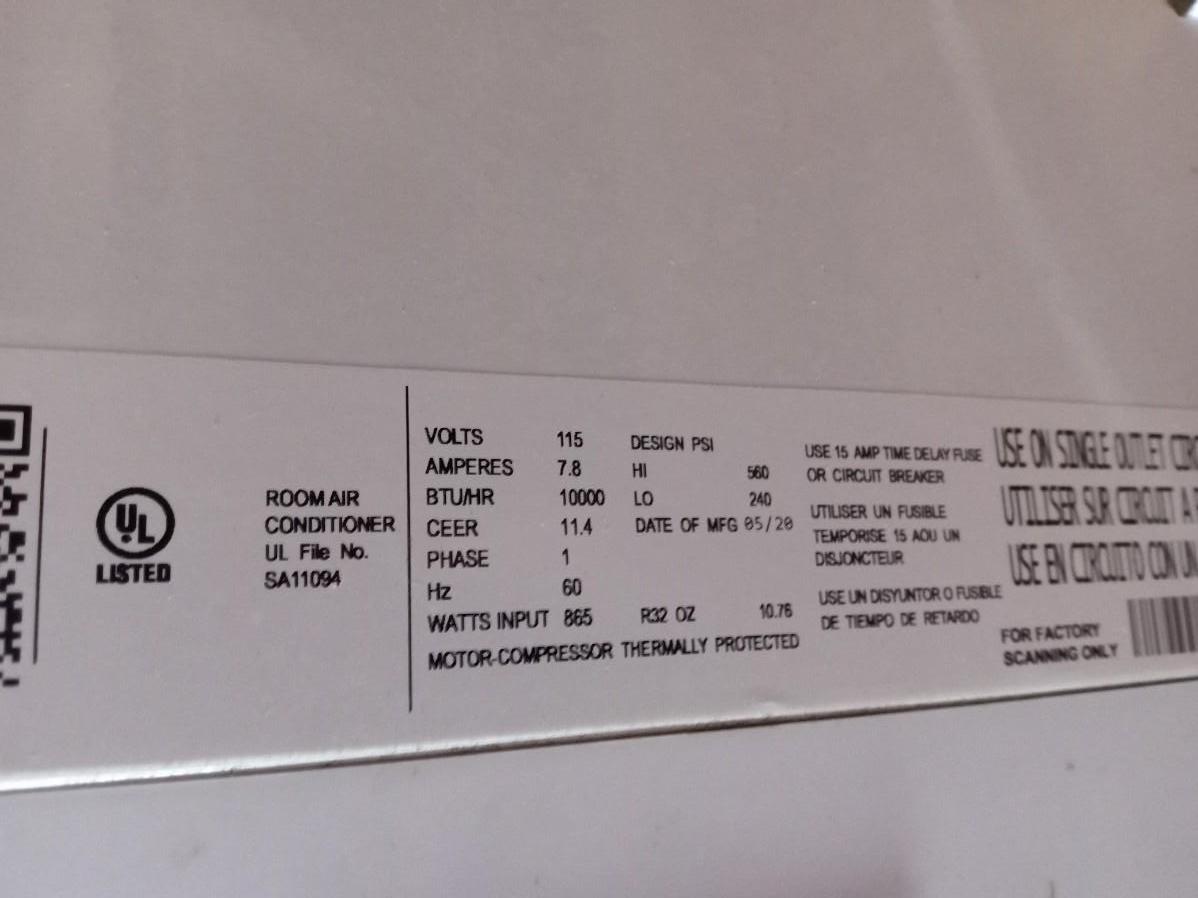 UL
LISTED
ROOM AIR
CONDITIONER
UL File No.
SA11094
VOLTS 115
AMPERES 7.8
BTU/HR 10000
CEER 11.4
PHASE 1
Hz 60
WATTS INPUT 865
DESIGN PSI
HI 560
LO 240
DATE OF MFG 05/20
R32 OZ 10.76
MOTOR-COMPRESSOR THERMALLY PROTECTED
USE 15 AMP TIME DELAY FUSE
OR CIRCUIT BREAKER
UTILISER UN FUSIBLE
TEMPORISE 15 AOU UN
DISJONCTEUR
USE UN DISYUNTOR O FUSIBLE
DE TIEMPO DE RETARDO
USE ON SINGLE OUTLET
UTILISER SUR CIRCUIT A
USE EN CIRCUITO CON UN
FOR FACTORY
SCANNING ONLY